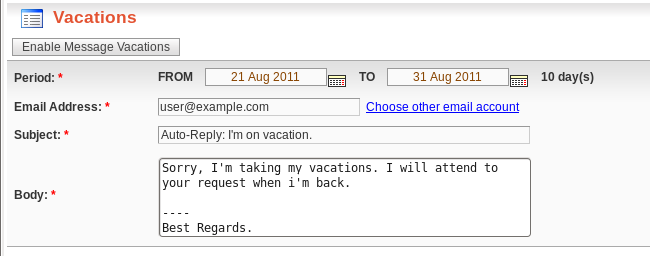 Vacations
Enable Message Vacations
Period: * FROM 21 Aug 2011 TO 31 Aug 2011 10 day(s)
Email Address: * user@example.com Choose other email account
Subject: * Auto-Reply: I'm on vacation.
Body: *
Sorry, I'm taking my vacations. I will attend to
your request when i'm back.
----
Best Regards.